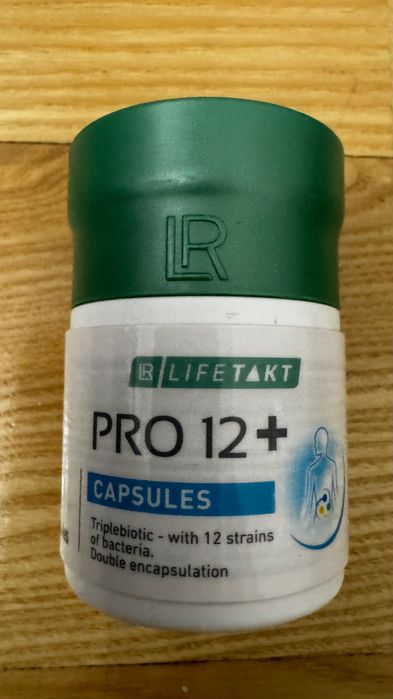 LR
LR LIFETAKT
PRO 12+
CAPSULES
Triplebiotic - with 12 strains
of bacteria.
Double encapsulation